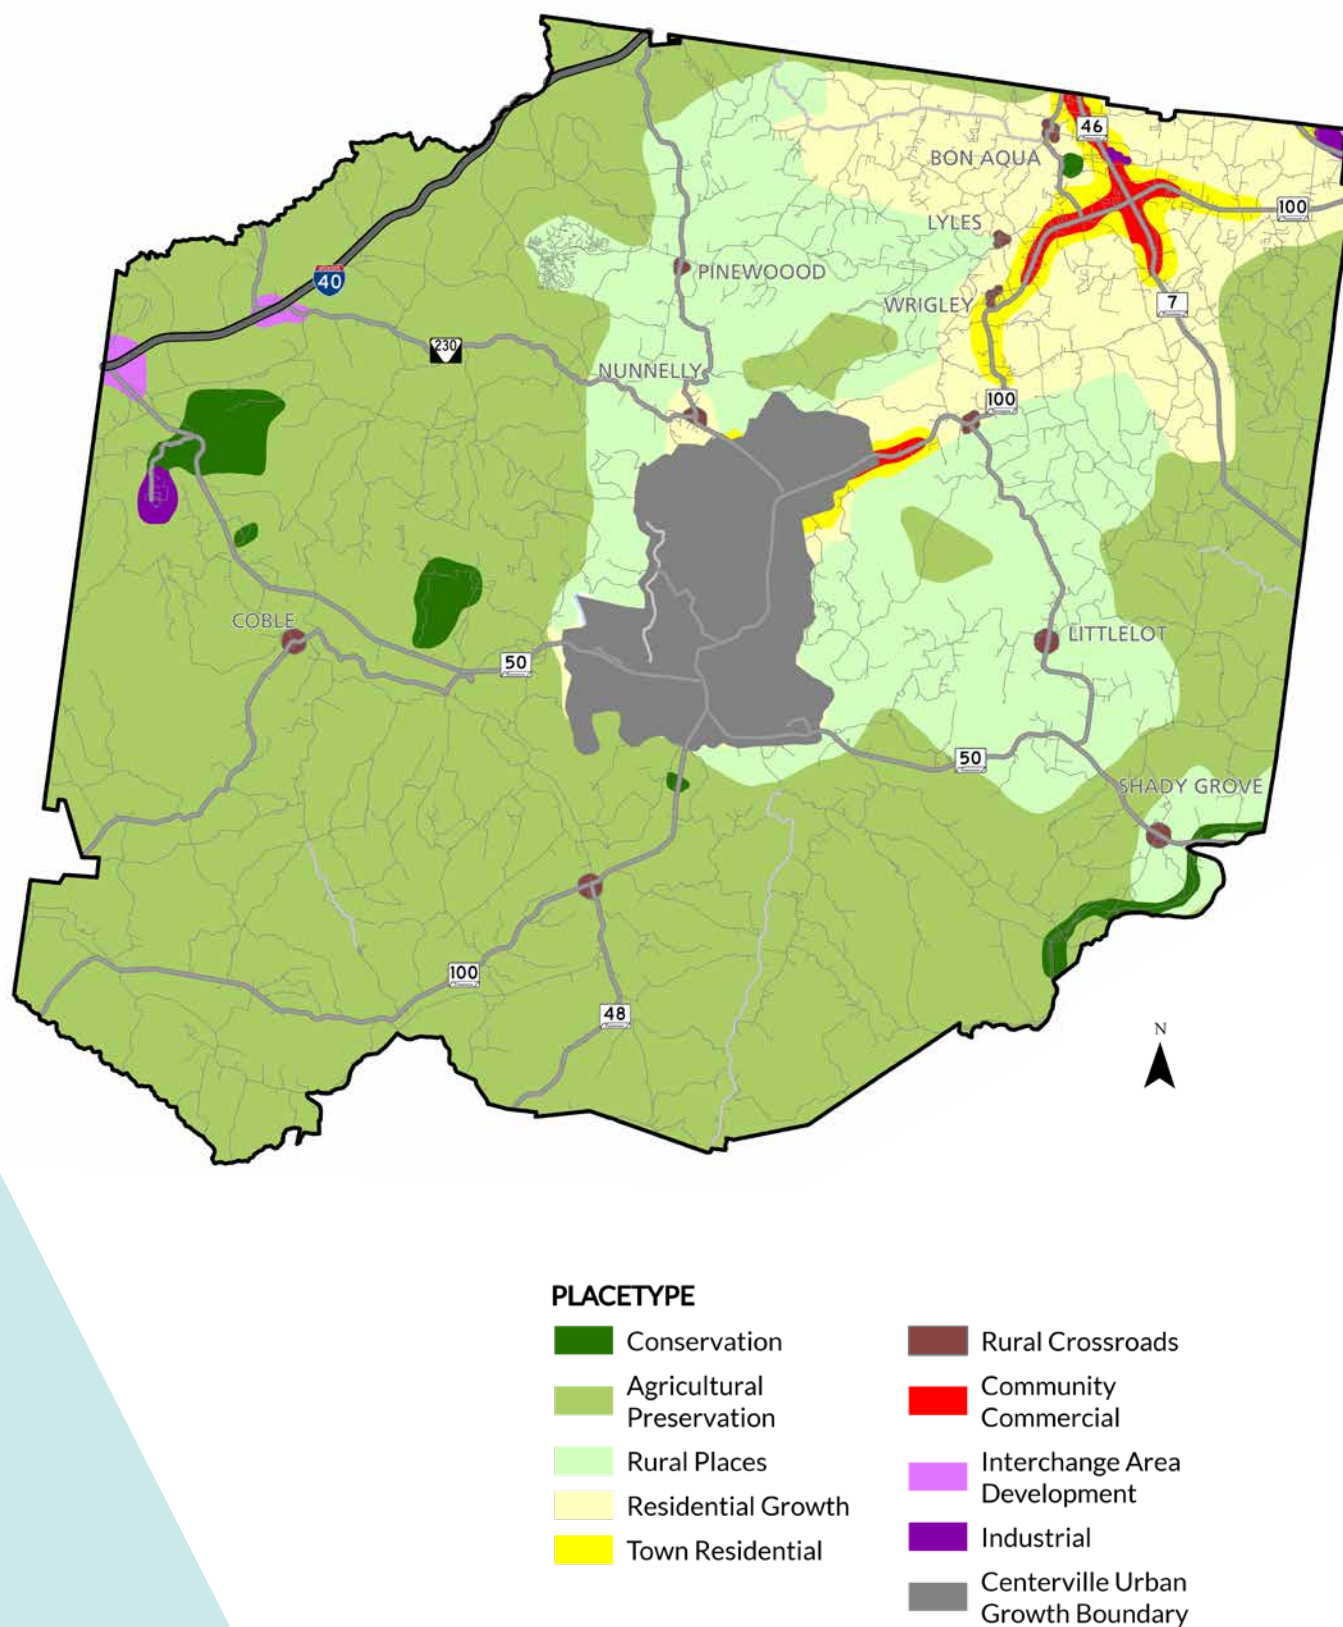 46
BON AQUA
100
LYLES
PINEWOOOD
40
WRIGLEY
7
230
NUNNELLY
100
COBLE
LITTLELOT
50
50
SHADY GROVE
100
48
N
PLACETYPE
Conservation
Agricultural
Preservation
Rural Places
Residential Growth
Town Residential
Rural Crossroads
Community
Commercial
Interchange Area
Development
Industrial
Centerville Urban
Growth Boundary